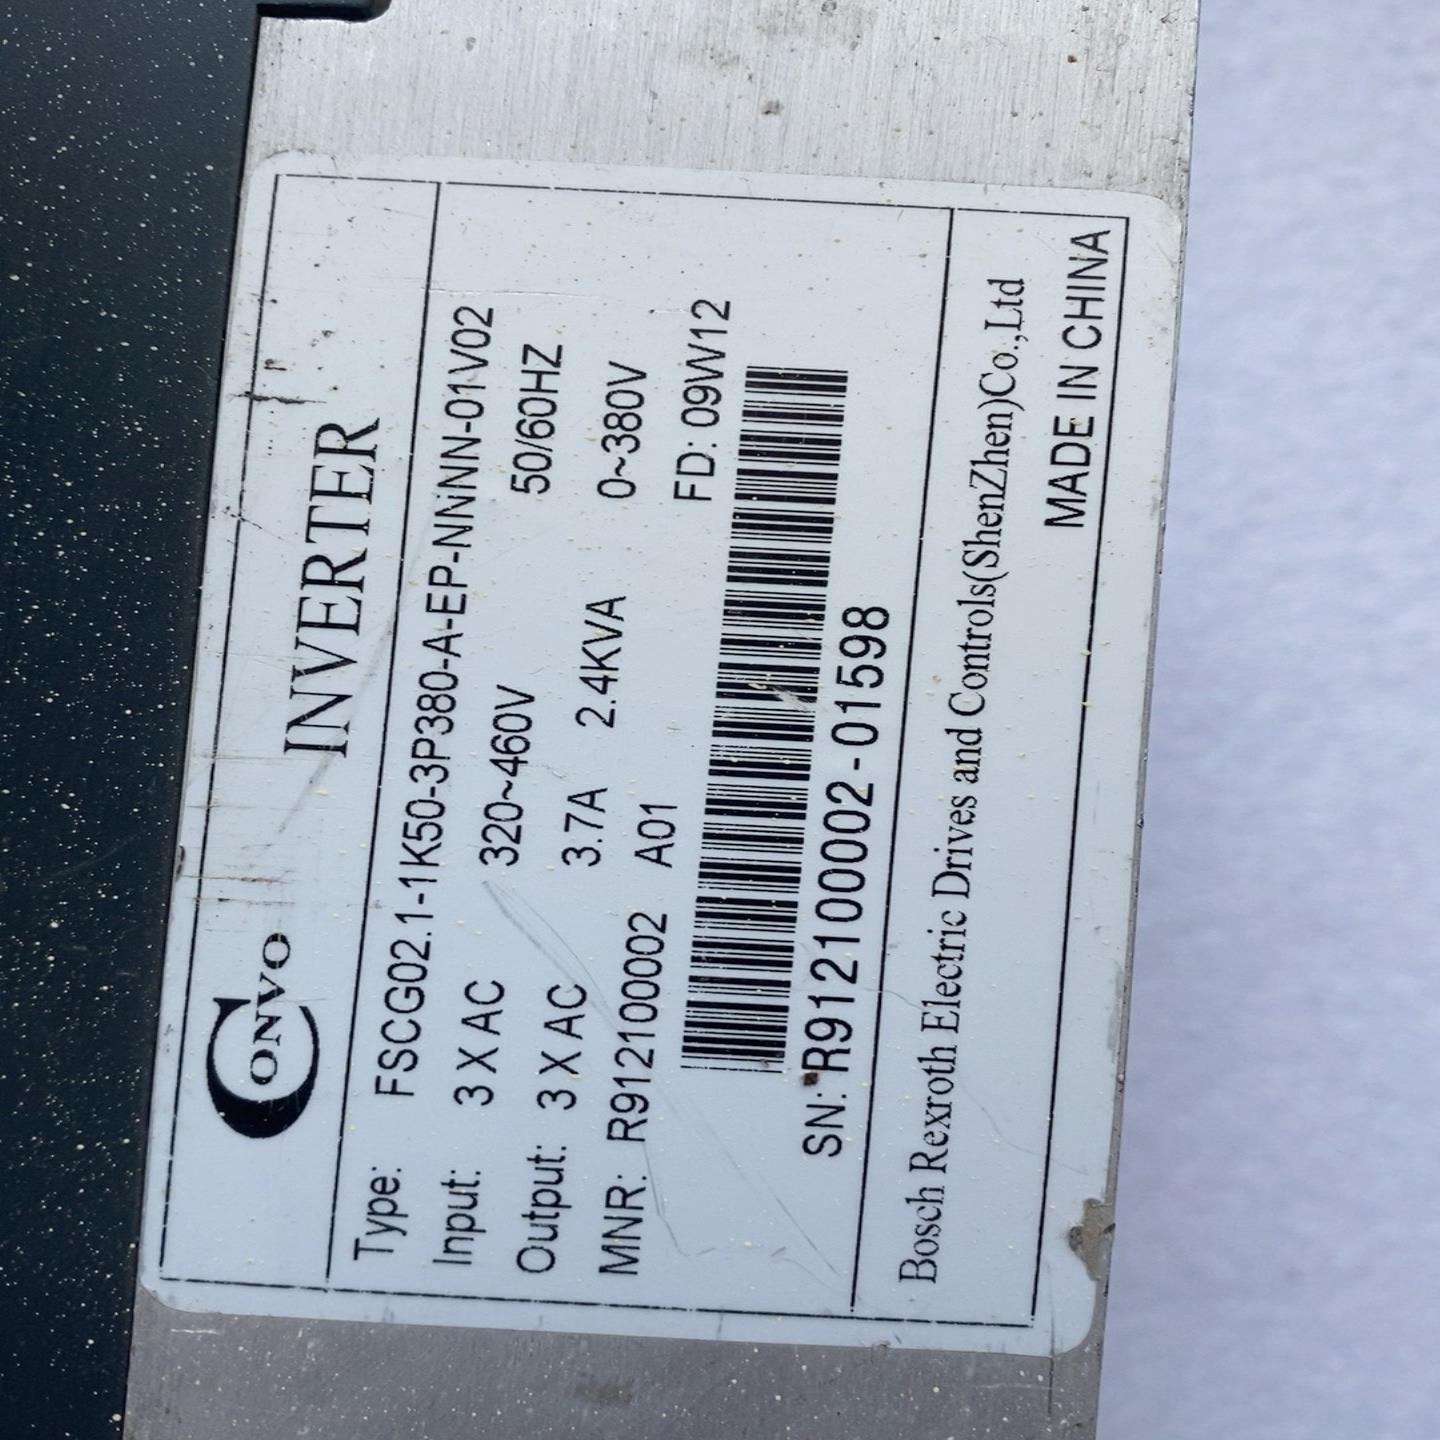 CONVO INVERTER
Type: FSCG02.1-1K50-3P380-A-EP-NNNN-01V02
Input: 3 X AC 320~460V 50/60HZ
Output: 3 X AC 3.7A 2.4KVA 0~380V
MNR: R912100002 A01 FD: 09W12
SN: R912100002-01598
Bosch Rexroth Electric Drives and Controls(ShenZhen)Co.,Ltd
MADE IN CHINA